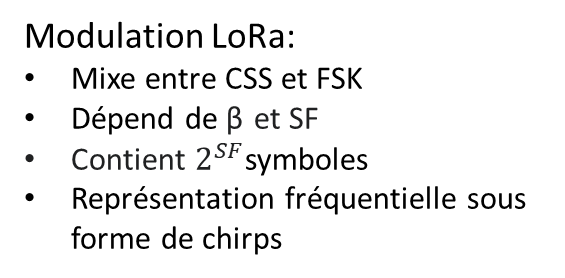 Modulation LoRa:
• Mixe entre CSS et FSK
• Dépend de β et SF
• Contient 2^{SF} symboles
• Représentation fréquentielle sous
forme de chirps